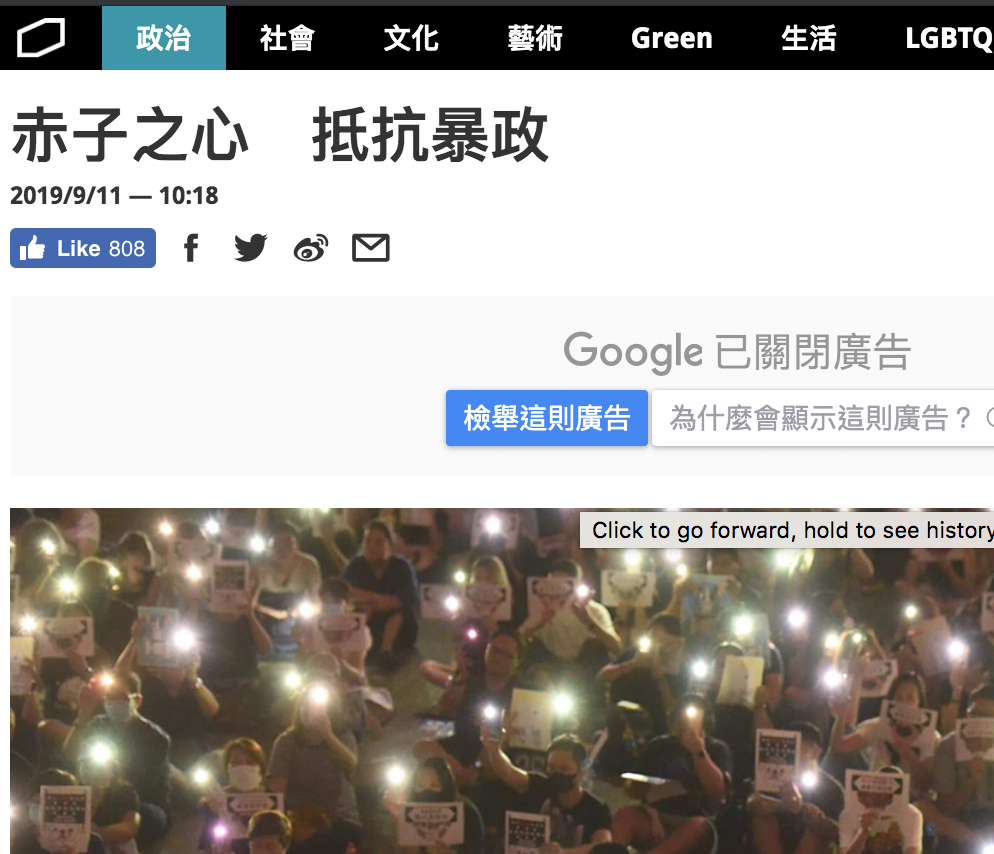 政治 社會 文化 藝術 Green 生活 LGBTQ
赤子之心 抵抗暴政
2019/9/11 — 10:18
Like 808
Google 已關閉廣告
檢舉這則廣告 為什麼會顯示這則廣告？
Click to go forward, hold to see history